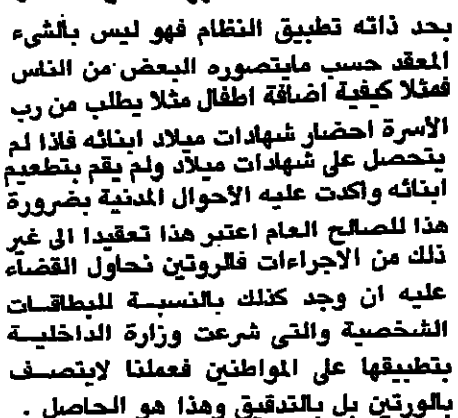 بحد ذاته تطبيق النظام فهو ليس بالشيء
المعقد حسب مايتصوره البعض من الناس
فمثلا كيفية اضافة اطفال مثلا يطلب من رب
الأسرة احضار شهادات ميلاد ابنائه فاذا لم
يتحصل على شهادات ميلاد ولم يقم بتطعيم
ابنائه واكدت عليه الأحوال المدنية بضرورة
هذا للصالح العام اعتبر هذا تعقيدا الى غير
ذلك من الاجراءات فالروتين نحاول القضاء
عليه ان وجد كذلك بالنسبة للبطاقات
الشخصية والتى شرعت وزارة الداخلية
بتطبيقها على المواطنين فعملنا لايتصف
بالورتين بل بالتدقيق وهذا هو الحاصل .